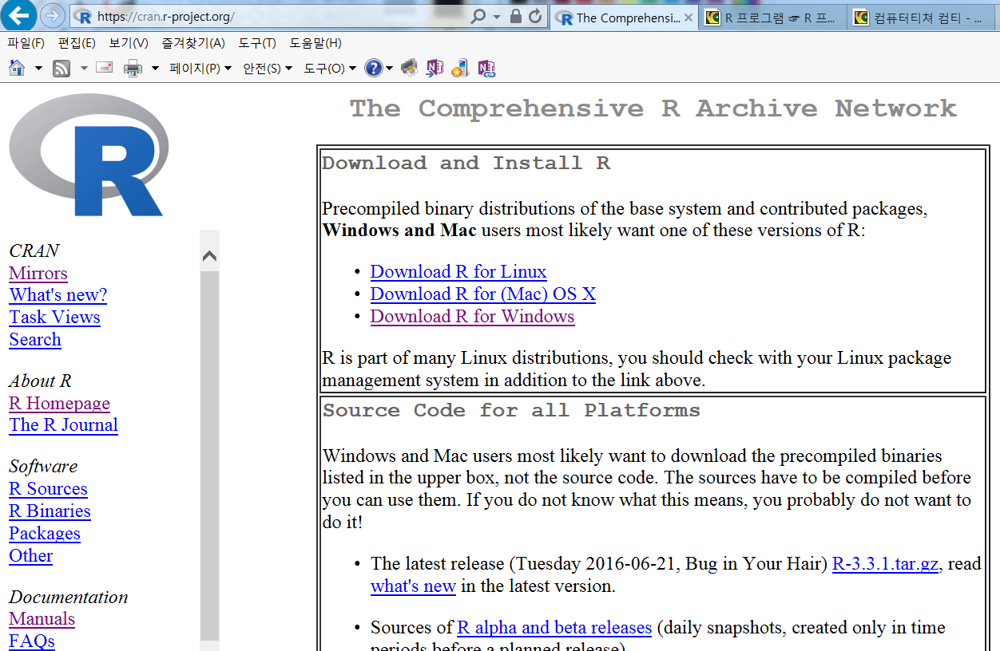 https://cran.r-project.org/
The Comprehensi...
R 프로그램 ☞ R 프...
컴퓨터티쳐 컴티 - ...
파일(F) 편집(E) 보기(V) 즐겨찾기(A) 도구(T) 도움말(H)
페이지(P) 안전(S) 도구(O)
R
CRAN
Mirrors
What's new?
Task Views
Search
About R
R Homepage
The R Journal
Software
R Sources
R Binaries
Packages
Other
Documentation
Manuals
FAQs
The Comprehensive R Archive Network
Download and Install R
Precompiled binary distributions of the base system and contributed packages,
Windows and Mac users most likely want one of these versions of R:
• Download R for Linux
• Download R for (Mac) OS X
• Download R for Windows
R is part of many Linux distributions, you should check with your Linux package
management system in addition to the link above.
Source Code for all Platforms
Windows and Mac users most likely want to download the precompiled binaries
listed in the upper box, not the source code. The sources have to be compiled before
you can use them. If you do not know what this means, you probably do not want to
do it!
• The latest release (Tuesday 2016-06-21, Bug in Your Hair) R-3.3.1.tar.gz, read
what's new in the latest version.
• Sources of R alpha and beta releases (daily snapshots, created only in time
periods before a planned release).